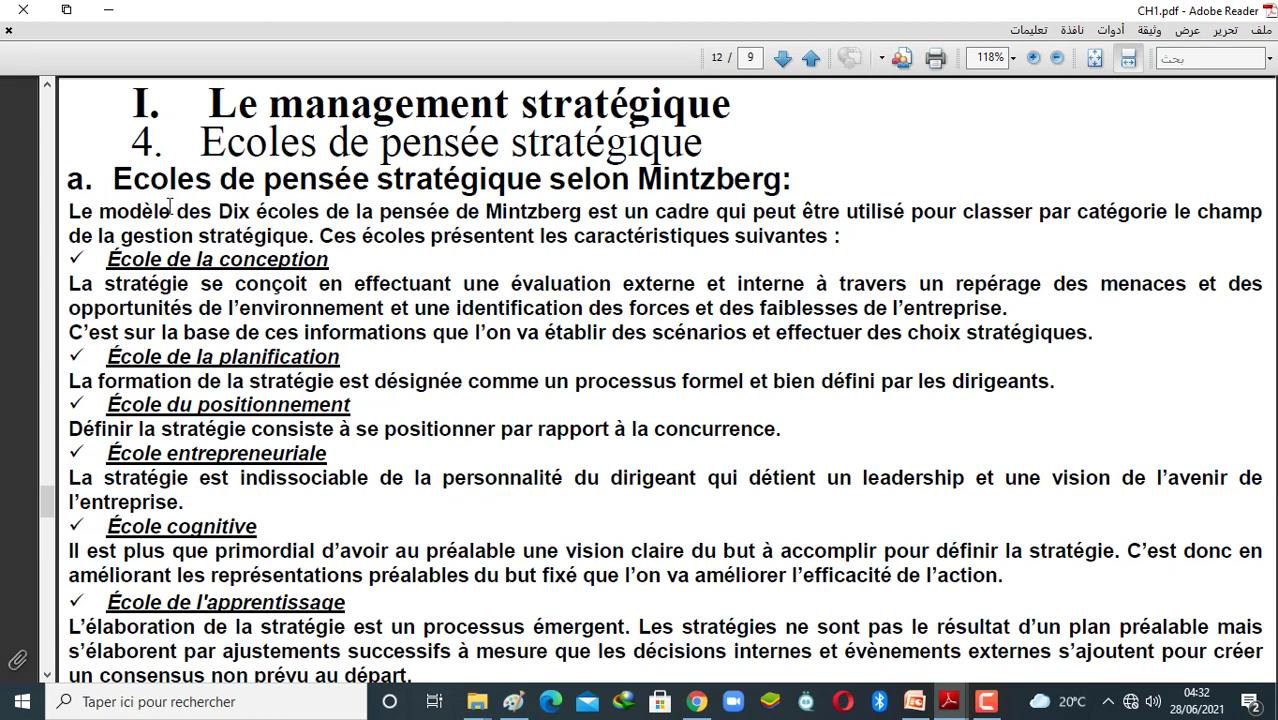 CH1.pdf - Adobe Reader
ملف تحرير عرض وثيقة أدوات نافذة تعليمات
12 / 9 118% بحث
I. Le management stratégique
4. Ecoles de pensée stratégique
a. Ecoles de pensée stratégique selon Mintzberg:
Le modèle des Dix écoles de la pensée de Mintzberg est un cadre qui peut être utilisé pour classer par catégorie le champ
de la gestion stratégique. Ces écoles présentent les caractéristiques suivantes :
✓ École de la conception
La stratégie se conçoit en effectuant une évaluation externe et interne à travers un repérage des menaces et des
opportunités de l’environnement et une identification des forces et des faiblesses de l’entreprise.
C’est sur la base de ces informations que l’on va établir des scénarios et effectuer des choix stratégiques.
✓ École de la planification
La formation de la stratégie est désignée comme un processus formel et bien défini par les dirigeants.
✓ École du positionnement
Définir la stratégie consiste à se positionner par rapport à la concurrence.
✓ École entrepreneuriale
La stratégie est indissociable de la personnalité du dirigeant qui détient un leadership et une vision de l’avenir de
l’entreprise.
✓ École cognitive
Il est plus que primordial d’avoir au préalable une vision claire du but à accomplir pour définir la stratégie. C’est donc en
améliorant les représentations préalables du but fixé que l’on va améliorer l’efficacité de l’action.
✓ École de l'apprentissage
L’élaboration de la stratégie est un processus émergent. Les stratégies ne sont pas le résultat d’un plan préalable mais
s’élaborent par ajustements successifs à mesure que les décisions internes et évènements externes s’ajoutent pour créer
un consensus non prévu au départ.
Taper ici pour rechercher
20°C
04:32
28/06/2021
2